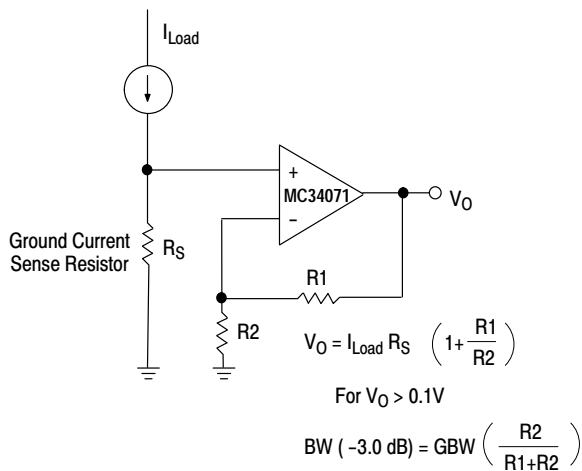 I_Load
+
MC34071
−
V_O
Ground Current
Sense Resistor
R_S
R1
R2
V_O = I_Load R_S (1+ R1/R2)
For V_O > 0.1V
BW ( −3.0 dB) = GBW ( R2/R1+R2 )